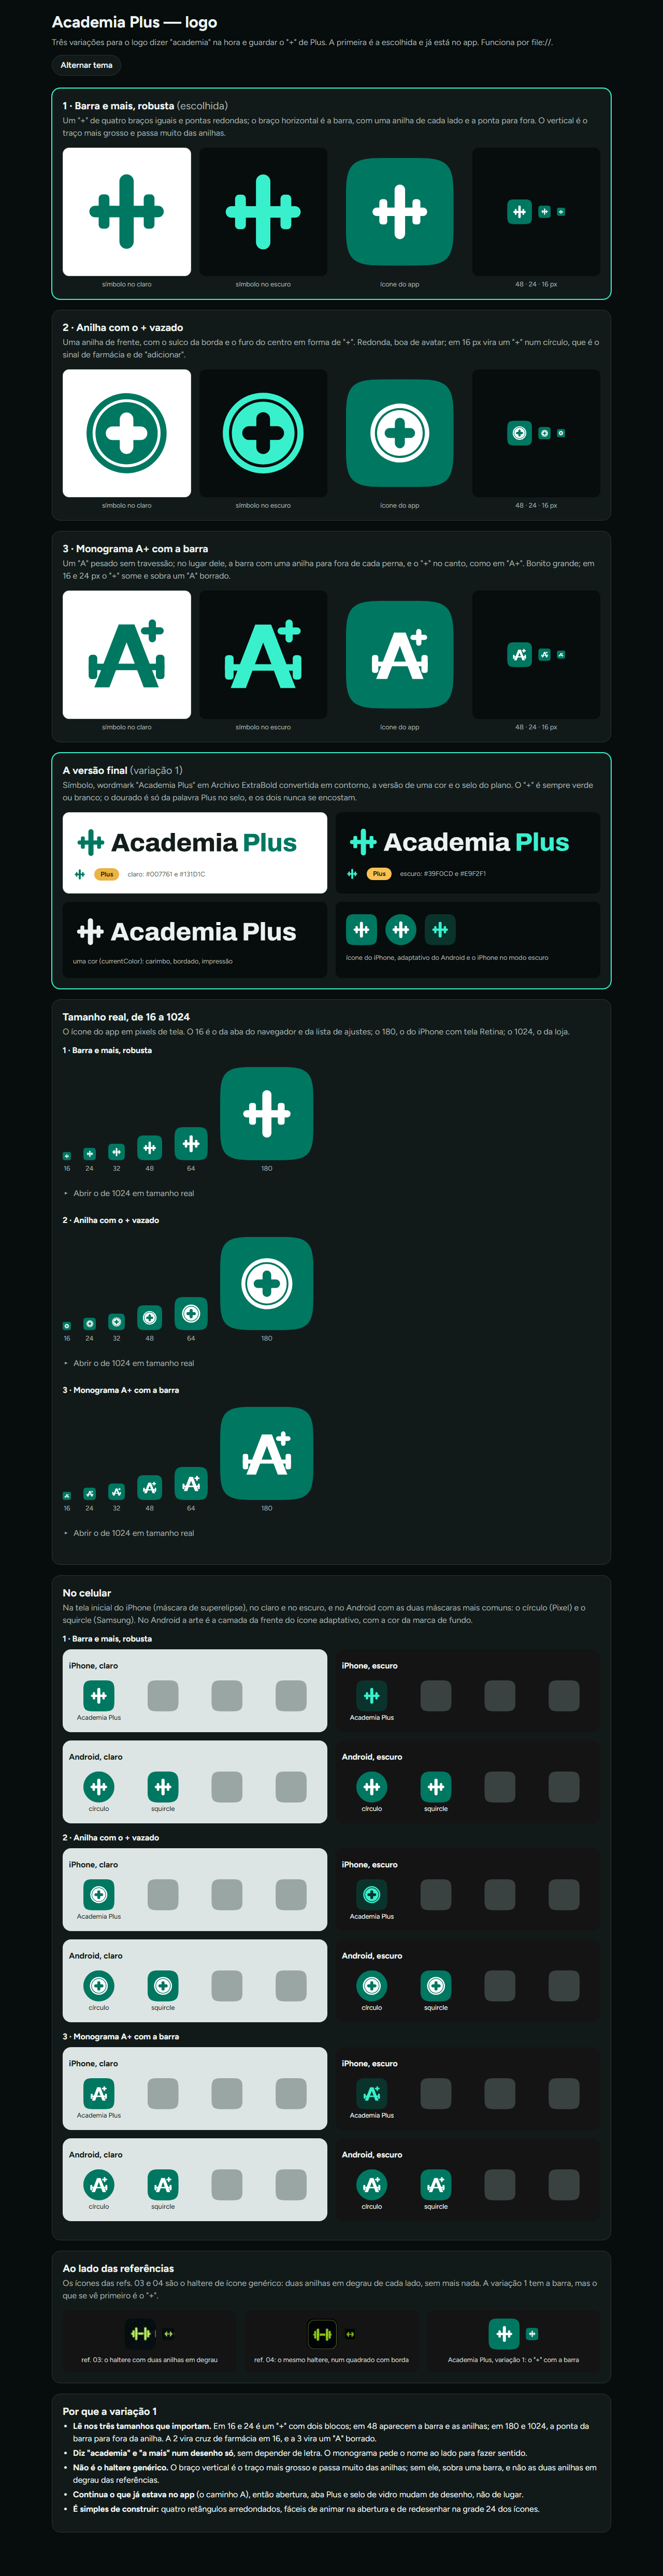 Academia Plus — logo
Três variações para o logo dizer "academia" na hora e guardar o "+" de Plus. A primeira é a escolhida e já está no app. Funciona por file://.
Alternar tema
1 · Barra e mais, robusta (escolhida)
Um "+" de quatro braços iguais e pontas redondas; o braço horizontal é a barra, com uma anilha de cada lado e a ponta para fora. O vertical é o
traço mais grosso e passa muito das anilhas.
símbolo no claro
símbolo no escuro
ícone do app
48 · 24 · 16 px
2 · Anilha com o + vazado
Uma anilha de frente, com o sulco da borda e o furo do centro em forma de "+". Redonda, boa de avatar; em 16 px vira um "+" num círculo, que é o
sinal de farmácia e de "adicionar".
símbolo no claro
símbolo no escuro
ícone do app
48 · 24 · 16 px
3 · Monograma A+ com a barra
Um "A" pesado sem travessão; no lugar dele, a barra com uma anilha para fora de cada perna, e o "+" no canto, como em "A+". Bonito grande; em
16 e 24 px o "+" some e sobra um "A" borrado.
símbolo no claro
símbolo no escuro
ícone do app
48 · 24 · 16 px
A versão final (variação 1)
Símbolo, wordmark "Academia Plus" em Archivo ExtraBold convertida em contorno, a versão de uma cor e o selo do plano. O "+" é sempre verde
ou branco; o dourado é só da palavra Plus no selo, e os dois nunca se encostam.
Academia Plus
Plus claro: #007761 e #131D1C
Academia Plus
Plus escuro: #39F0CD e #E9F2F1
Academia Plus
uma cor (currentColor): carimbo, bordado, impressão
ícone do iPhone, adaptativo do Android e o iPhone no modo escuro
Tamanho real, de 16 a 1024
O ícone do app em pixels de tela. O 16 é o da aba do navegador e da lista de ajustes; o 180, o do iPhone com tela Retina; o 1024, o da loja.
1 · Barra e mais, robusta
16 24 32 48 64 180
Abrir o de 1024 em tamanho real
2 · Anilha com o + vazado
16 24 32 48 64 180
Abrir o de 1024 em tamanho real
3 · Monograma A+ com a barra
16 24 32 48 64 180
Abrir o de 1024 em tamanho real
No celular
Na tela inicial do iPhone (máscara de superelipse), no claro e no escuro, e no Android com as duas máscaras mais comuns: o círculo (Pixel) e o
squircle (Samsung). No Android a arte é a camada da frente do ícone adaptativo, com a cor da marca de fundo.
1 · Barra e mais, robusta
iPhone, claro
Academia Plus
iPhone, escuro
Academia Plus
Android, claro
círculo squircle
Android, escuro
círculo squircle
2 · Anilha com o + vazado
iPhone, claro
Academia Plus
iPhone, escuro
Academia Plus
Android, claro
círculo squircle
Android, escuro
círculo squircle
3 · Monograma A+ com a barra
iPhone, claro
Academia Plus
iPhone, escuro
Academia Plus
Android, claro
círculo squircle
Android, escuro
círculo squircle
Ao lado das referências
Os ícones das refs. 03 e 04 são o haltere de ícone genérico: duas anilhas em degrau de cada lado, sem mais nada. A variação 1 tem a barra, mas o
que se vê primeiro é o "+".
ref. 03: o haltere com duas anilhas em degrau
ref. 04: o mesmo haltere, num quadrado com borda
Academia Plus, variação 1: o "+" com a barra
Por que a variação 1
• Lê nos três tamanhos que importam. Em 16 e 24 é um "+" com dois blocos; em 48 aparecem a barra e as anilhas; em 180 e 1024, a ponta da
barra para fora da anilha. A 2 vira cruz de farmácia em 16, e a 3 vira um "A" borrado.
• Diz "academia" e "a mais" num desenho só, sem depender de letra. O monograma pede o nome ao lado para fazer sentido.
• Não é o haltere genérico. O braço vertical é o traço mais grosso e passa muito das anilhas; sem ele, sobra uma barra, e não as duas anilhas em
degrau das referências.
• Continua o que já estava no app (o caminho A), então abertura, aba Plus e selo de vidro mudam de desenho, não de lugar.
• É simples de construir: quatro retângulos arredondados, fáceis de animar na abertura e de redesenhar na grade 24 dos ícones.